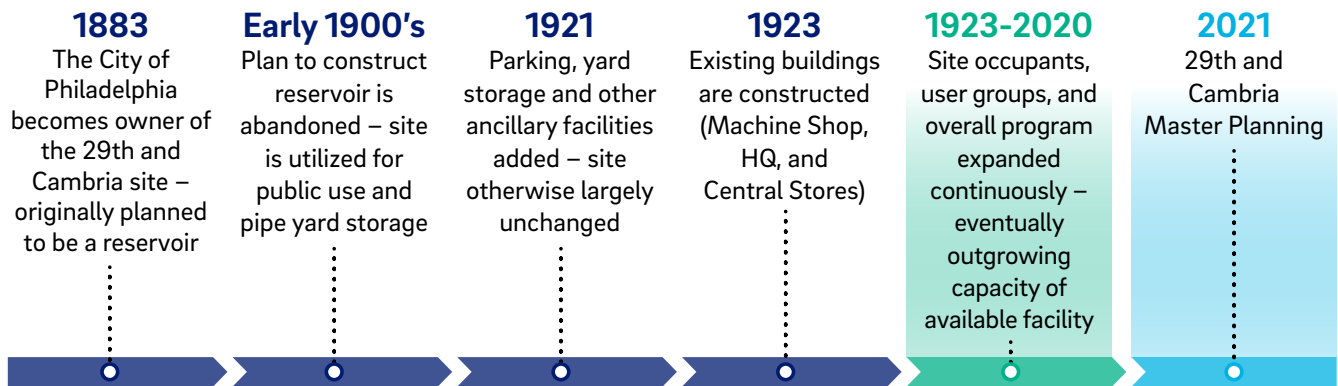 1883
The City of
Philadelphia
becomes owner of
the 29th and
Cambria site –
originally planned
to be a reservoir
Early 1900's
Plan to construct
reservoir is
abandoned – site
is utilized for
public use and
pipe yard storage
1921
Parking, yard
storage and other
ancillary facilities
added – site
otherwise largely
unchanged
1923
Existing buildings
are constructed
(Machine Shop,
HQ, and
Central Stores)
1923-2020
Site occupants,
user groups, and
overall program
expanded
continuously –
eventually
outgrowing
capacity of
available facility
2021
29th and
Cambria
Master Planning